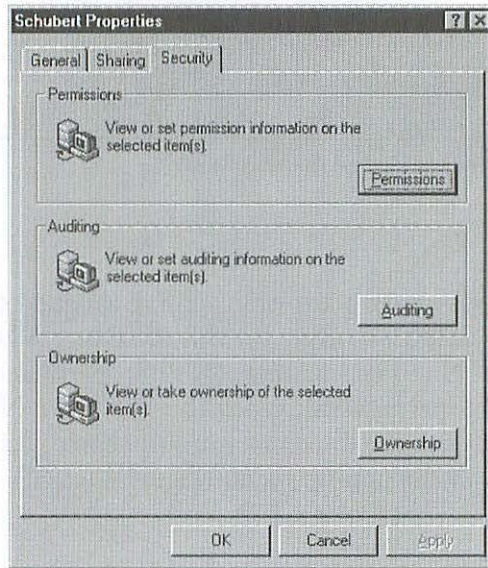 Schubert Properties
General
Sharing
Security
Permissions
View or set permission information on the
selected item(s).
Permissions
Auditing
View or set auditing information on the
selected item(s).
Auditing
Ownership
View or take ownership of the selected
item(s).
Ownership
OK
Cancel
Apply